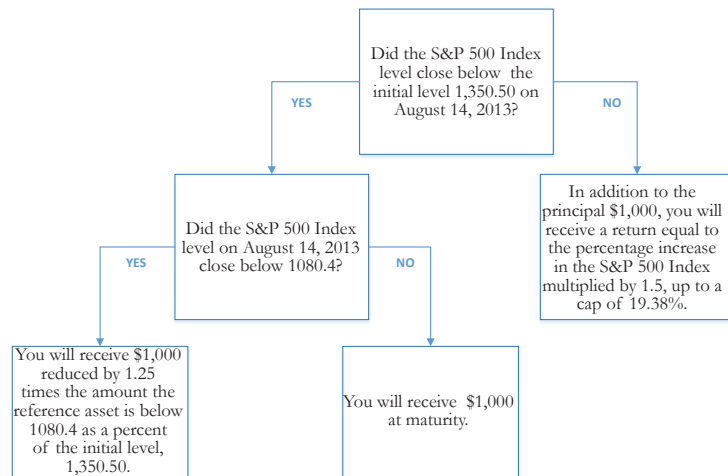 Did the S&P 500 Index
level close below the
initial level 1,350.50 on
August 14, 2013?
YES
NO
Did the S&P 500 Index
level on August 14, 2013
close below 1080.4?
In addition to the
principal $1,000, you will
receive a return equal to
the percentage increase
in the S&P 500 Index
multiplied by 1.5, up to a
cap of 19.38%.
YES
NO
You will receive $1,000
reduced by 1.25
times the amount the
reference asset is below
1080.4 as a percent
of the initial level,
1,350.50.
You will receive $1,000
at maturity.